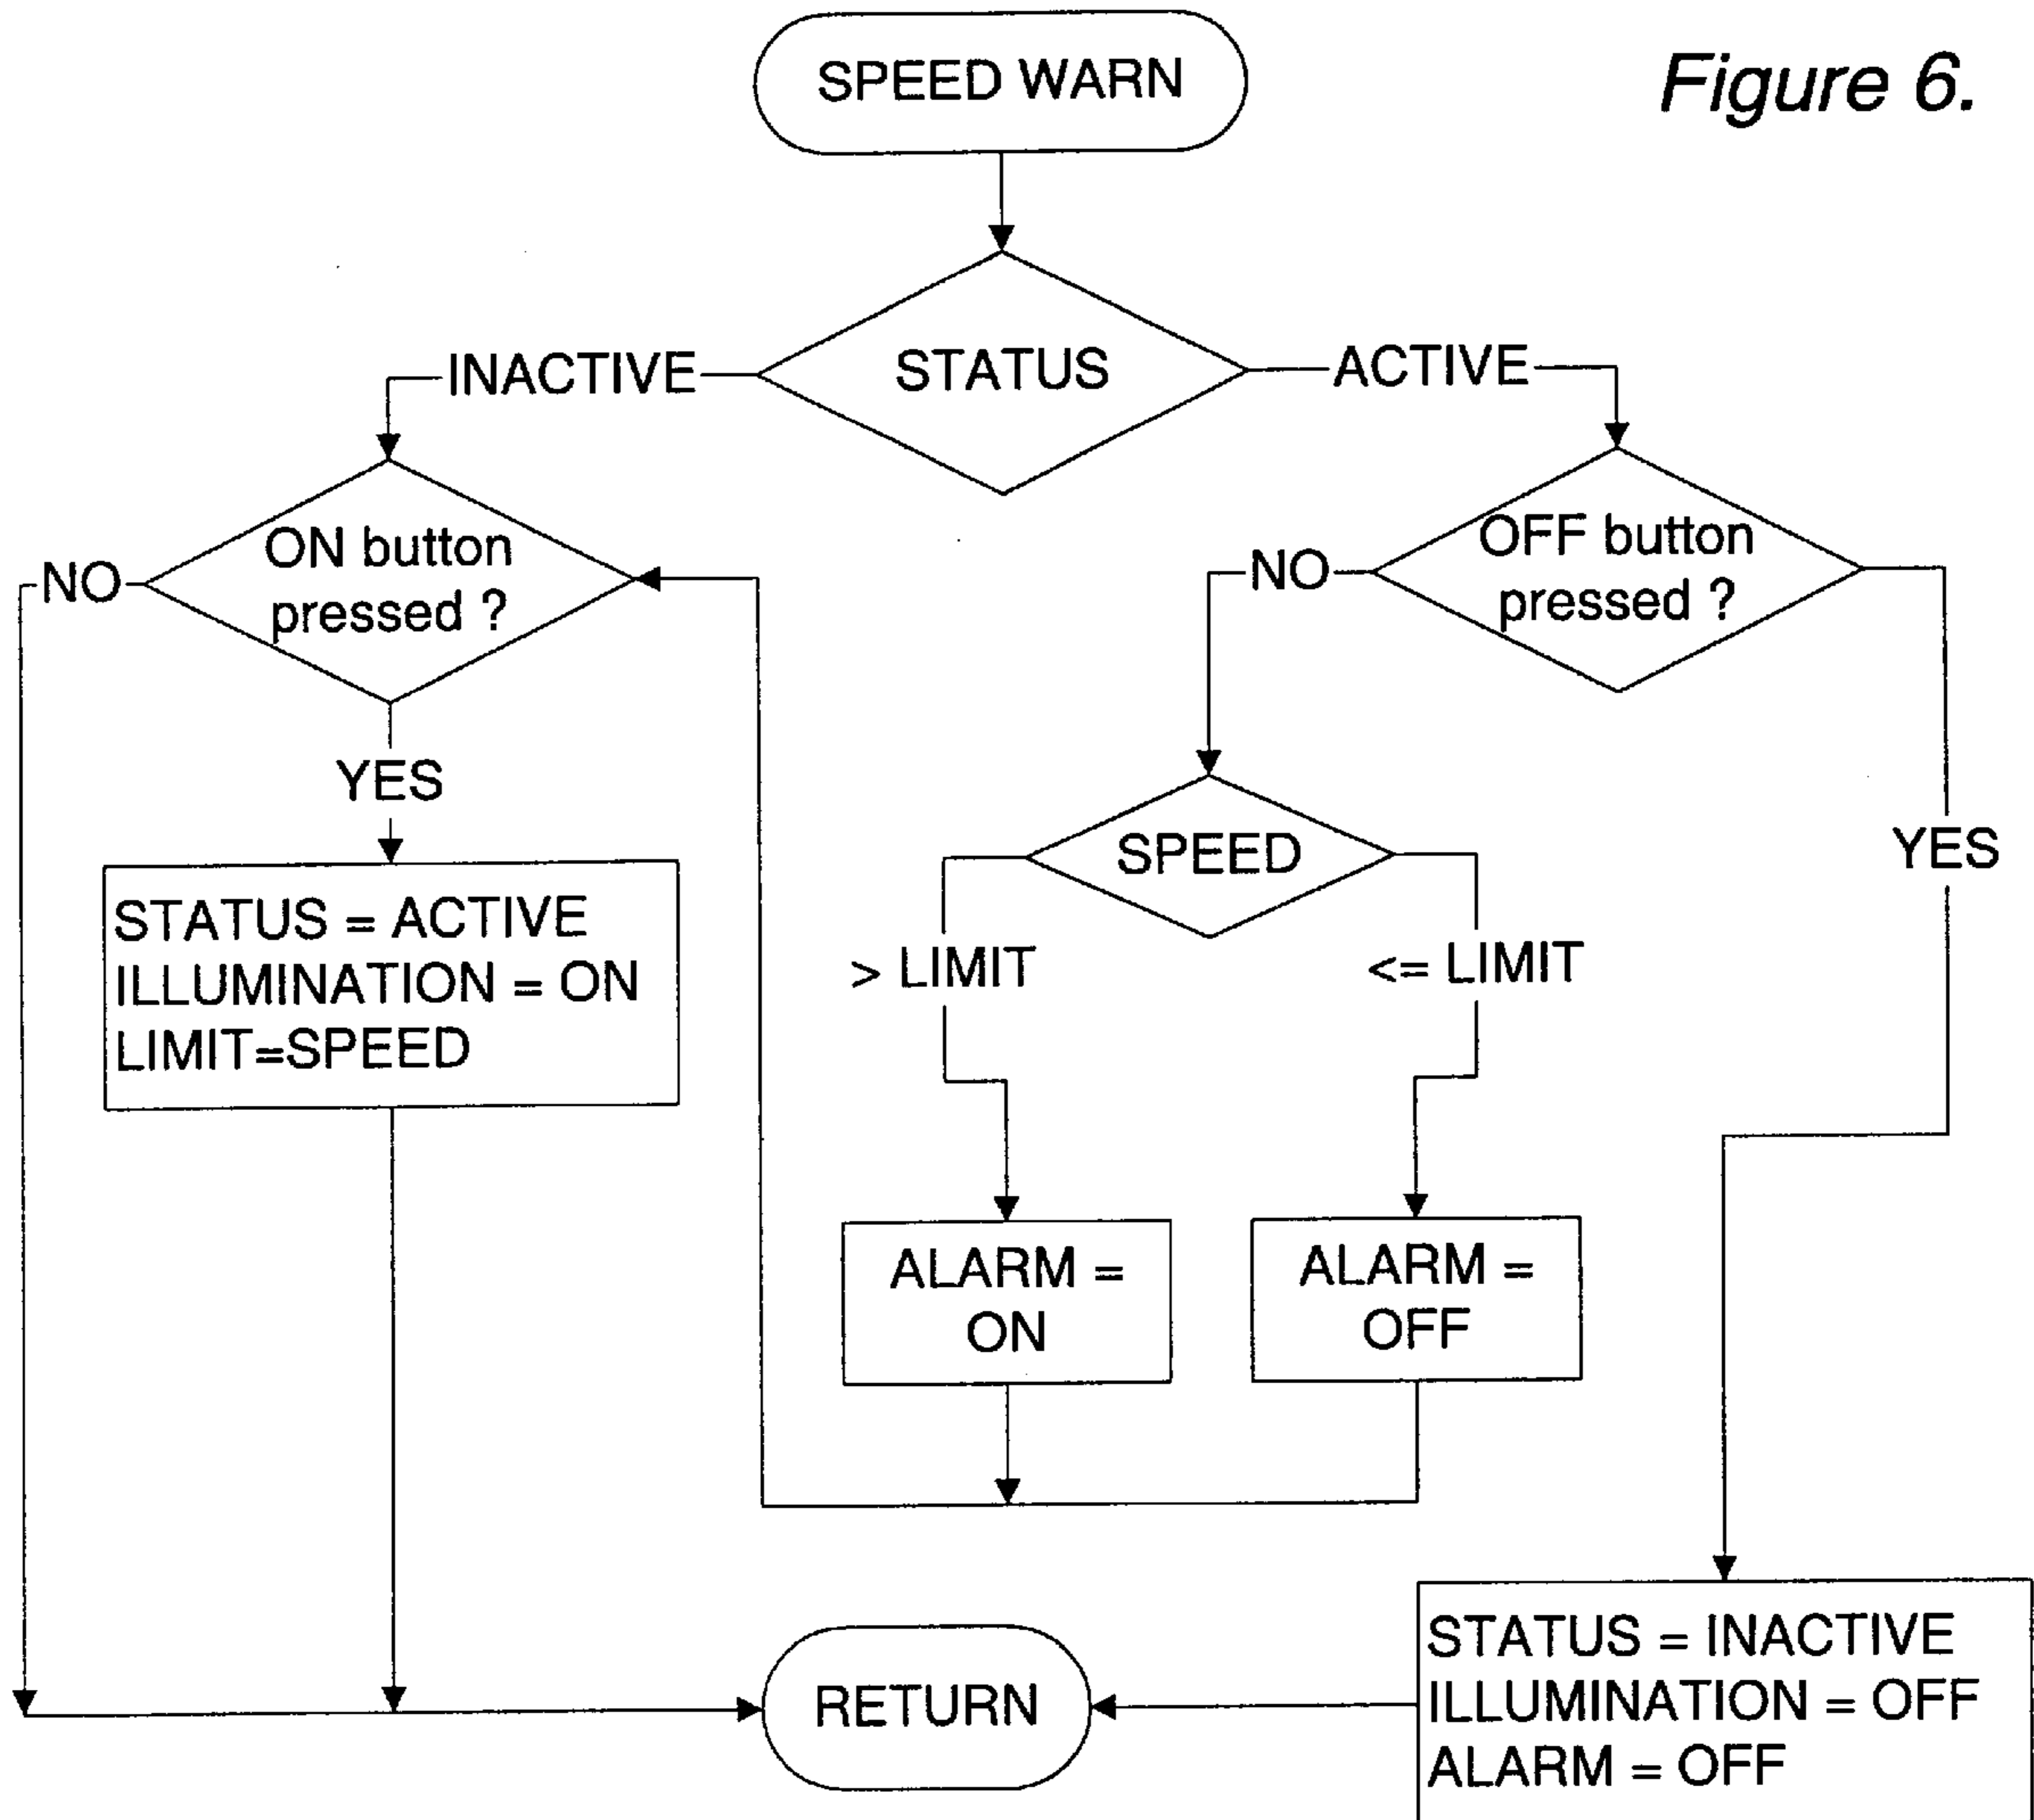 SPEED WARN
Figure 6.
STATUS
INACTIVE
ACTIVE
ON button
pressed ?
NO
YES
OFF button
pressed ?
NO
YES
SPEED
> LIMIT
<= LIMIT
STATUS = ACTIVE
ILLUMINATION = ON
LIMIT=SPEED
ALARM =
ON
ALARM =
OFF
RETURN
STATUS = INACTIVE
ILLUMINATION = OFF
ALARM = OFF